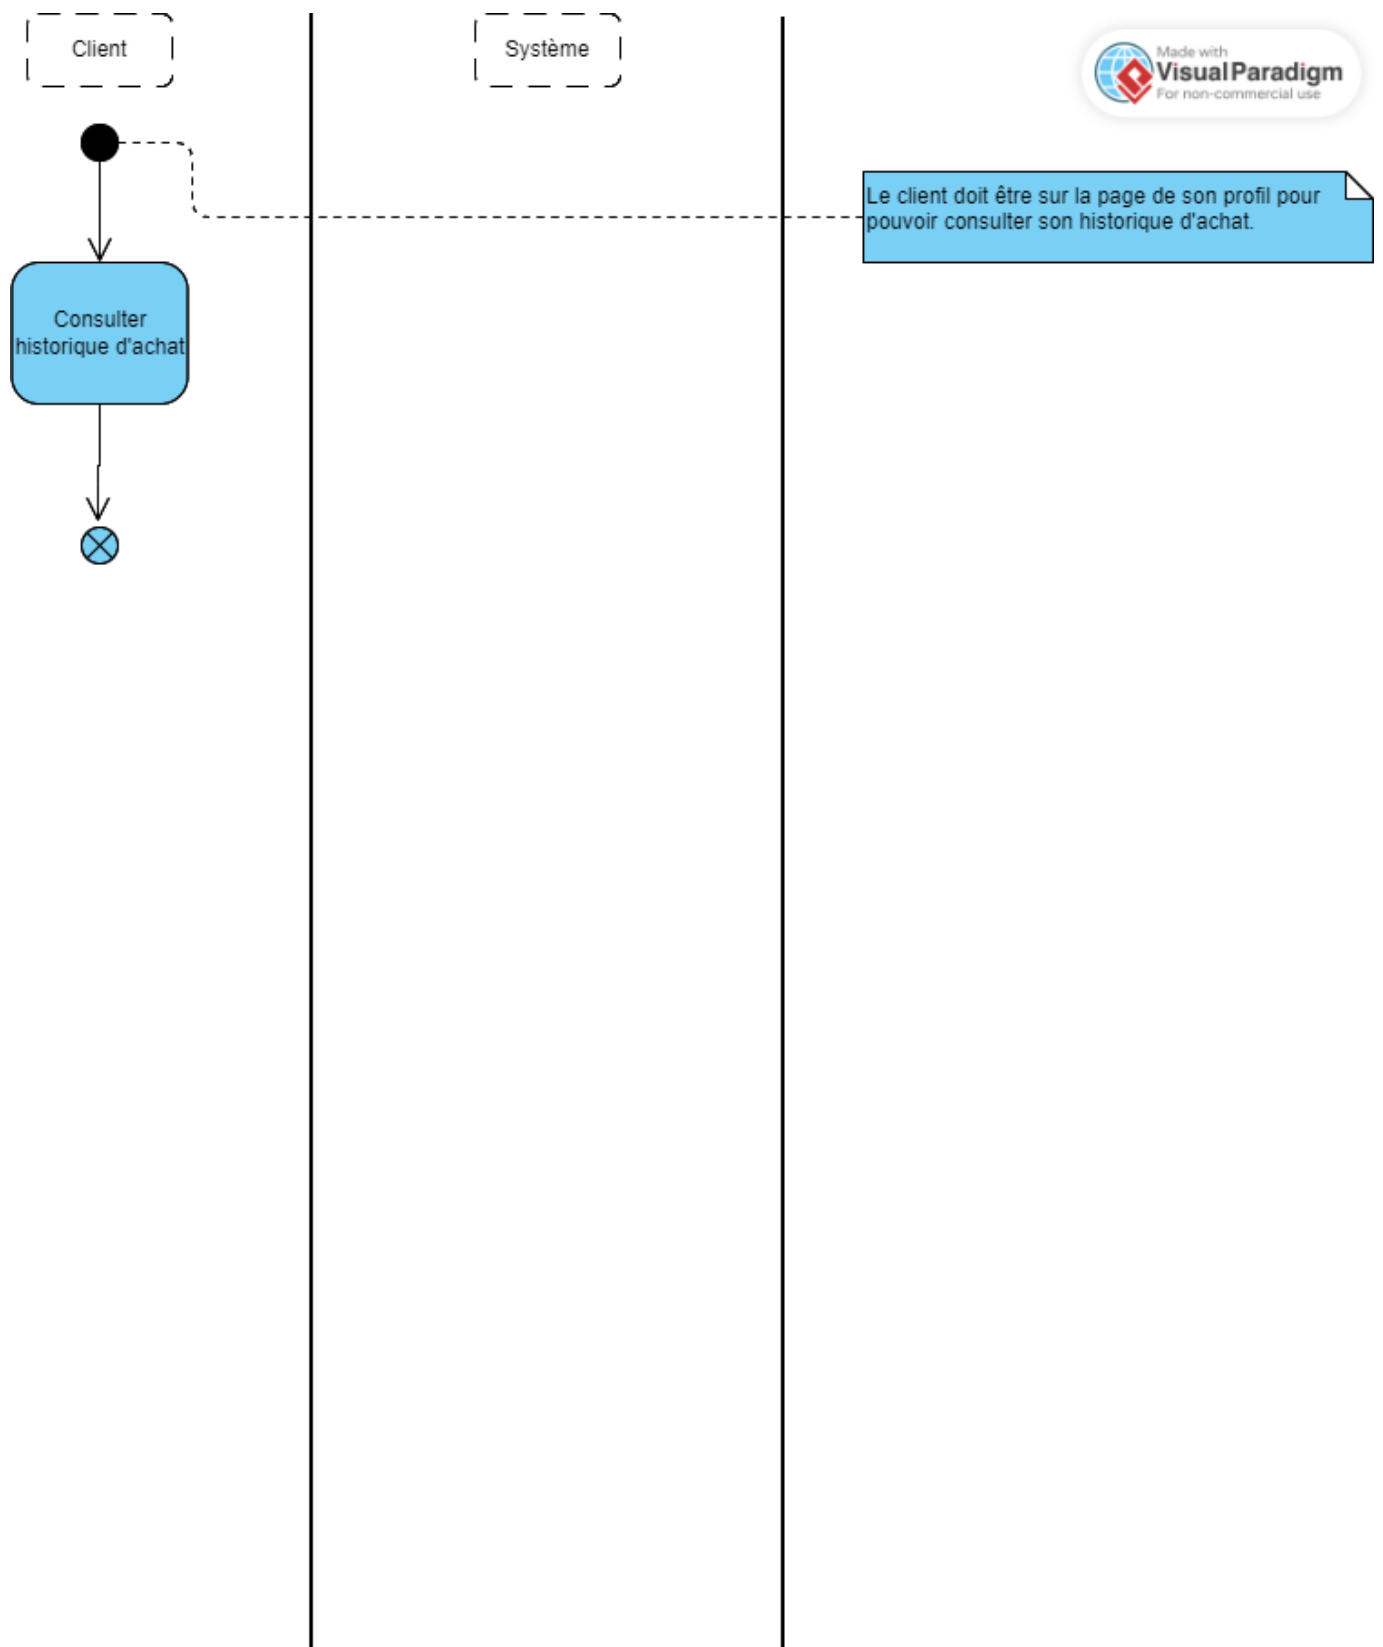 Client
Système
Made with
Visual Paradigm
For non-commercial use
Le client doit être sur la page de son profil pour
pouvoir consulter son historique d'achat.
Consulter
historique d'achat